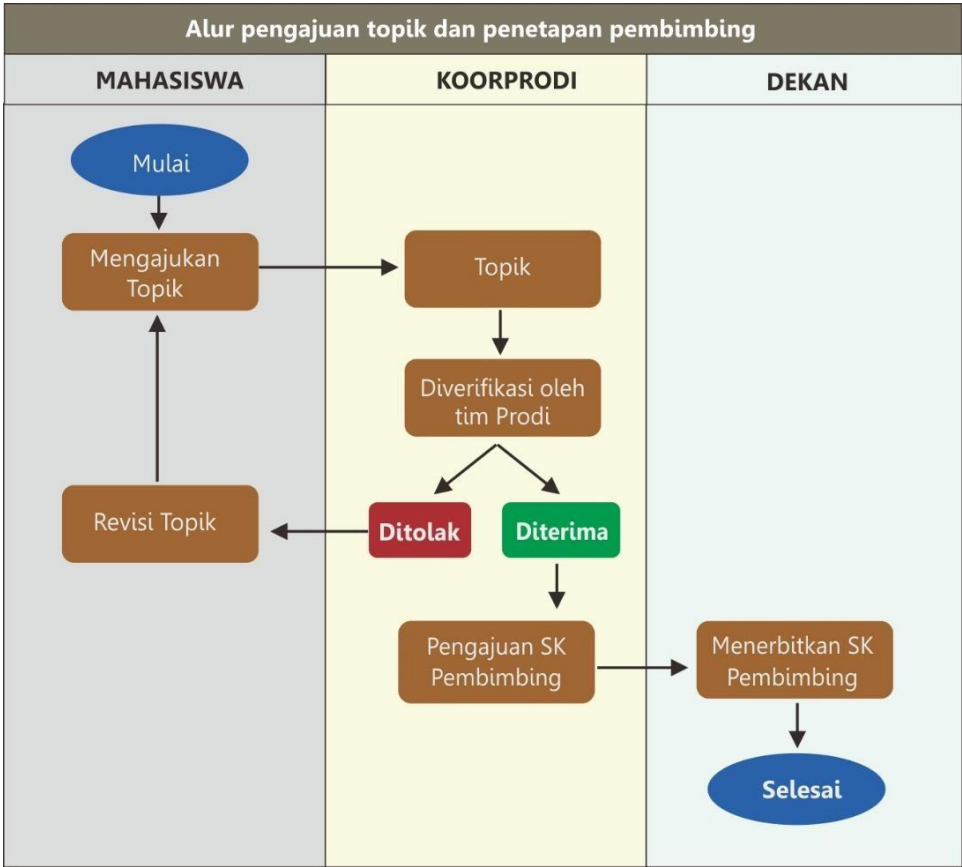 Alur pengajuan topik dan penetapan pembimbing
MAHASISWA
KOORPRODI
DEKAN
Mulai
Mengajukan
Topik
Topik
Diverifikasi oleh
tim Prodi
Revisi Topik
Ditolak
Diterima
Pengajuan SK
Pembimbing
Menerbitkan SK
Pembimbing
Selesai